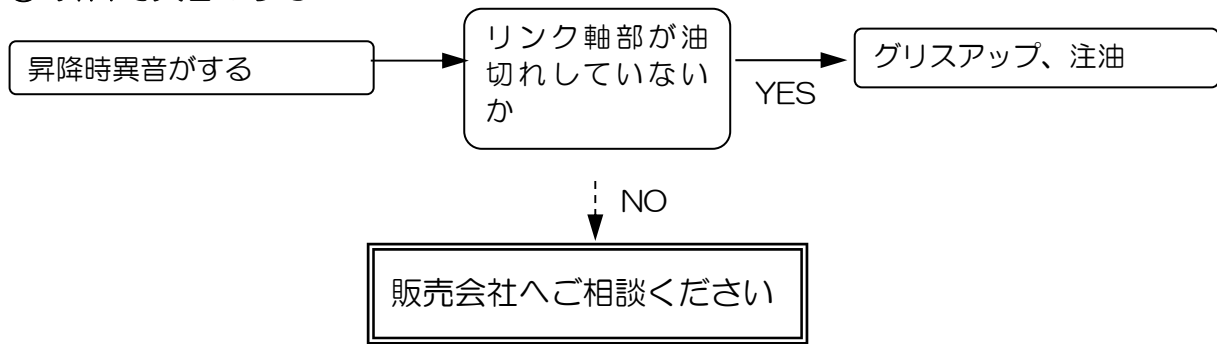 昇降時異音がする
リンク軸部が油
切れしていない
か
YES
グリスアップ、注油
NO
販売会社へご相談ください